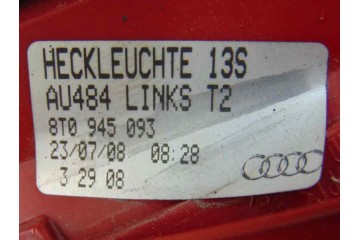 HECKLEUCHTE 13S
AU484 LINKS T2
8T0 945 093
23/07/08 08:28
3 29 08